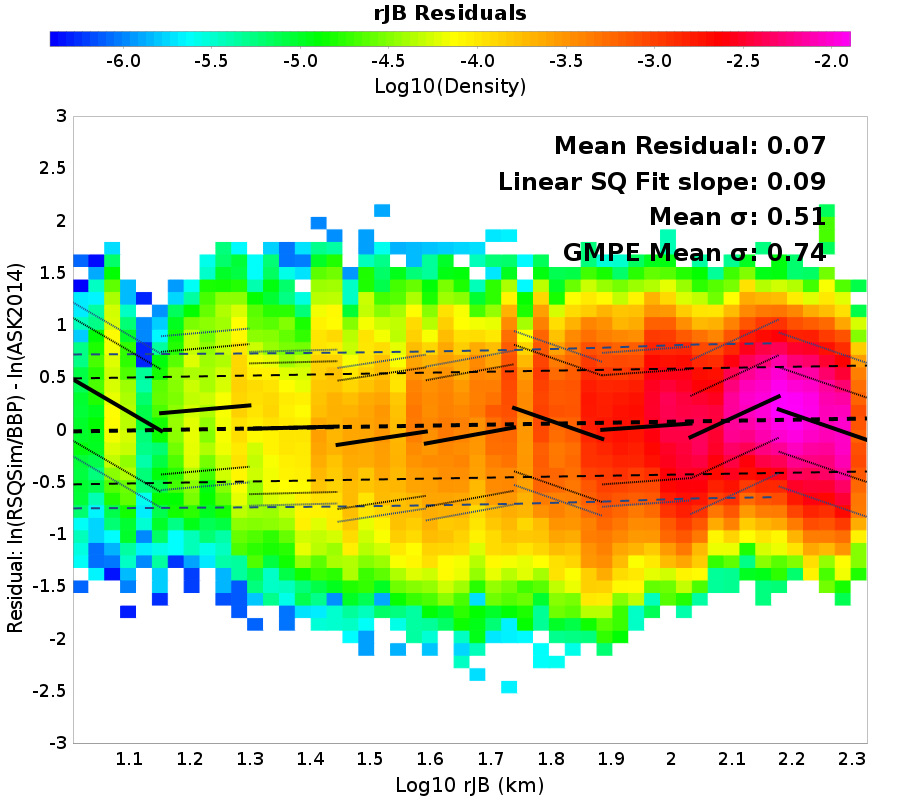 rJB Residuals
-6.0 -5.5 -5.0 -4.5 -4.0 -3.5 -3.0 -2.5 -2.0
Log10(Density)
Mean Residual: 0.07
Linear SQ Fit slope: 0.09
Mean σ: 0.51
GMPE Mean σ: 0.74
Residual: ln(RSQSim/BBP) - ln(ASK2014)
3
2.5
2
1.5
1
0.5
0
-0.5
-1
-1.5
-2
-2.5
-3
1.1 1.2 1.3 1.4 1.5 1.6 1.7 1.8 1.9 2 2.1 2.2 2.3
Log10 rJB (km)